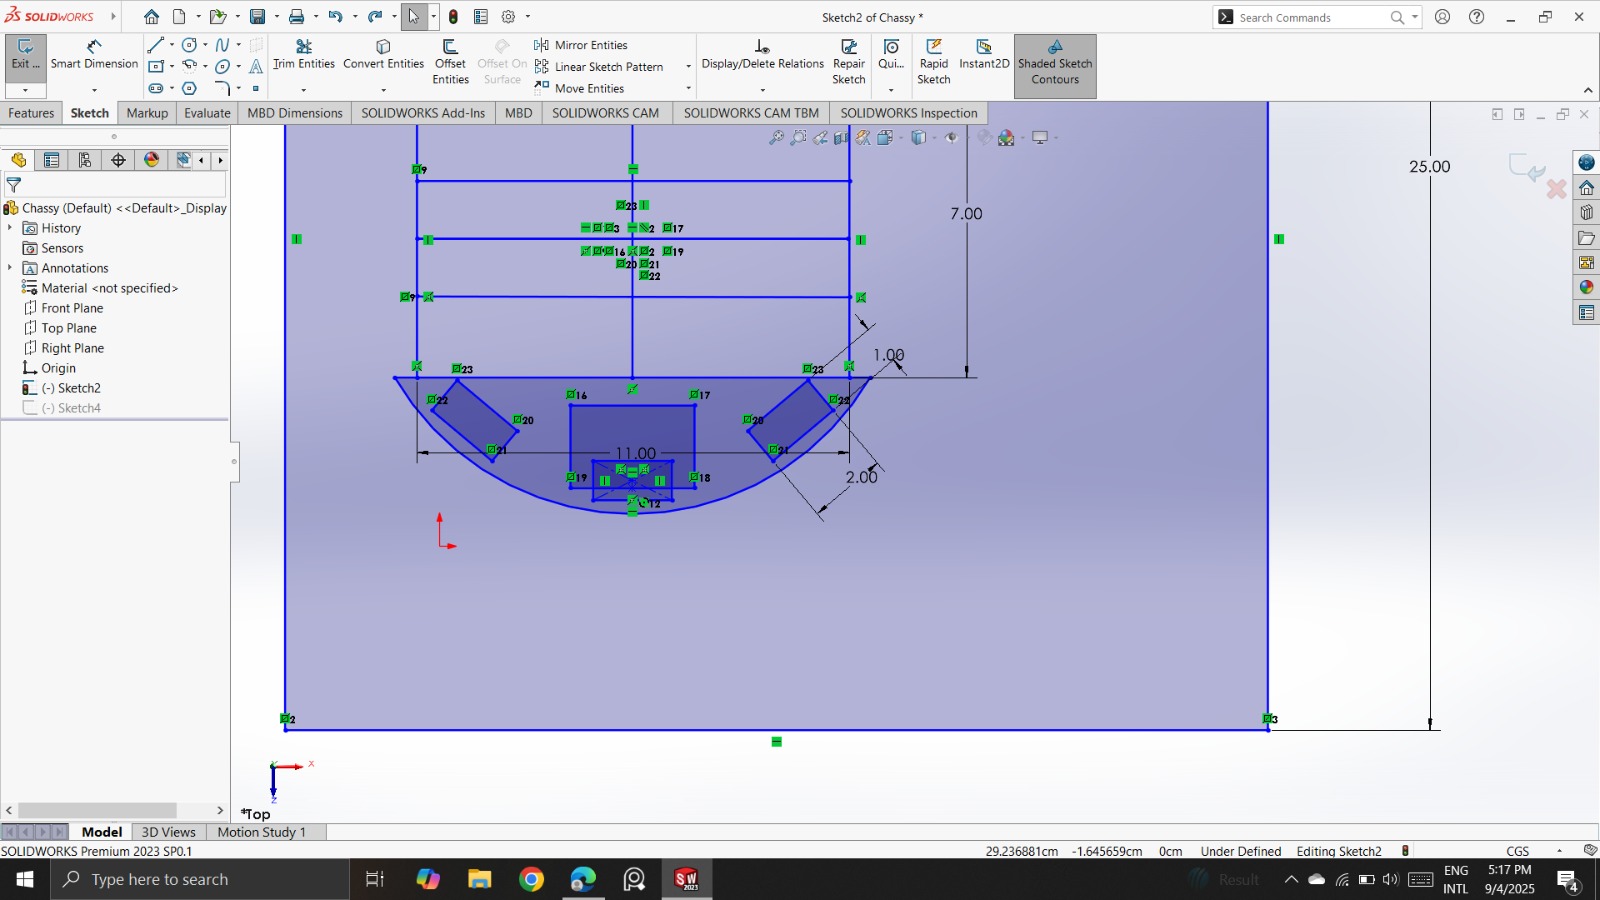 SOLIDWORKS
Sketch2 of Chassy *
Search Commands
Exit ...
Smart Dimension
Trim Entities
Convert Entities
Offset Entities
Offset On Surface
Mirror Entities
Linear Sketch Pattern
Move Entities
Display/Delete Relations
Repair Sketch
Qui...
Rapid Sketch
Instant2D
Shaded Sketch Contours
Features
Sketch
Markup
Evaluate
MBD Dimensions
SOLIDWORKS Add-Ins
MBD
SOLIDWORKS CAM
SOLIDWORKS CAM TBM
SOLIDWORKS Inspection
Chassy (Default) <<Default>_Display
History
Sensors
Annotations
Material <not specified>
Front Plane
Top Plane
Right Plane
Origin
(-) Sketch2
(-) Sketch4
25.00
7.00
9
23
3
2
17
16
2
19
20
21
22
9
1.00
23
23
22
20
21
16
17
11.00
19
18
12
20
22
21
2.00
2
3
X
Z
*Top
Model
3D Views
Motion Study 1
SOLIDWORKS Premium 2023 SP0.1
29.236881cm
-1.645659cm
0cm
Under Defined
Editing Sketch2
CGS
Type here to search
SW
2023
Result
ENG
INTL
5:17 PM
9/4/2025
4